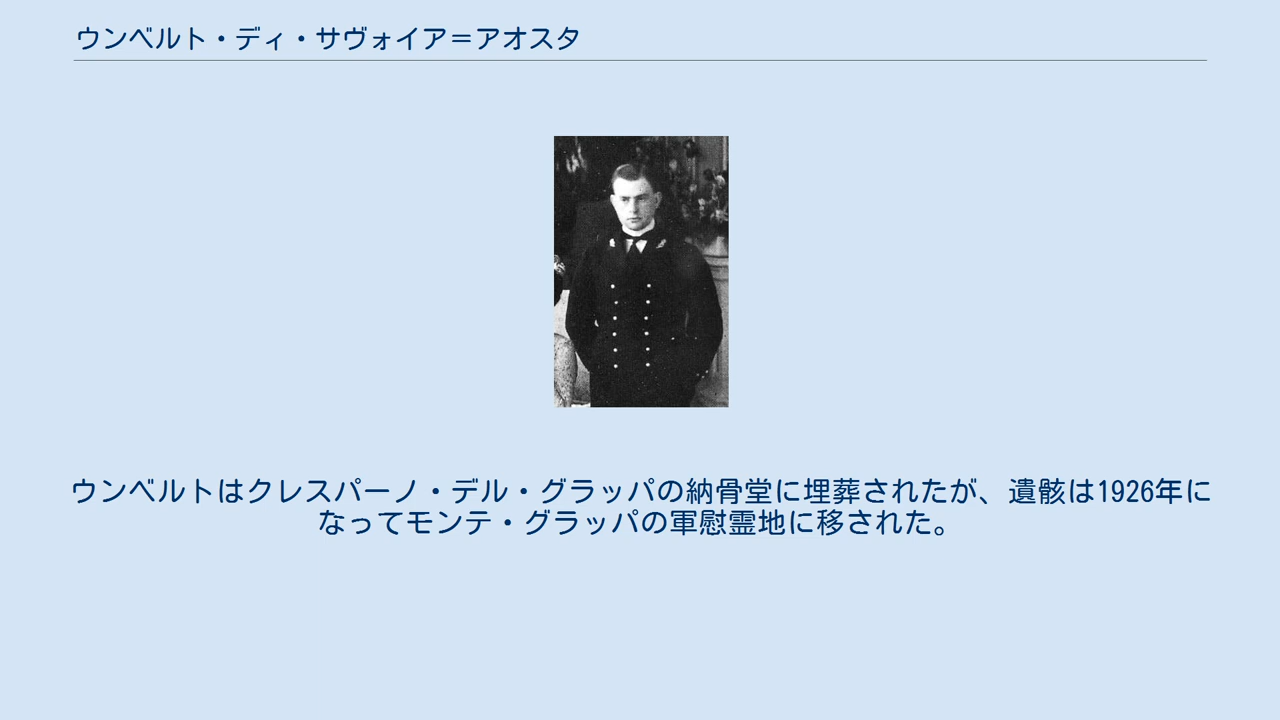 ウンベルト・ディ・サヴォイア＝アオスタ
ウンベルトはクレスパーノ・デル・グラッパの納骨堂に埋葬されたが、遺骸は1926年に
なってモンテ・グラッパの軍慰霊地に移された。